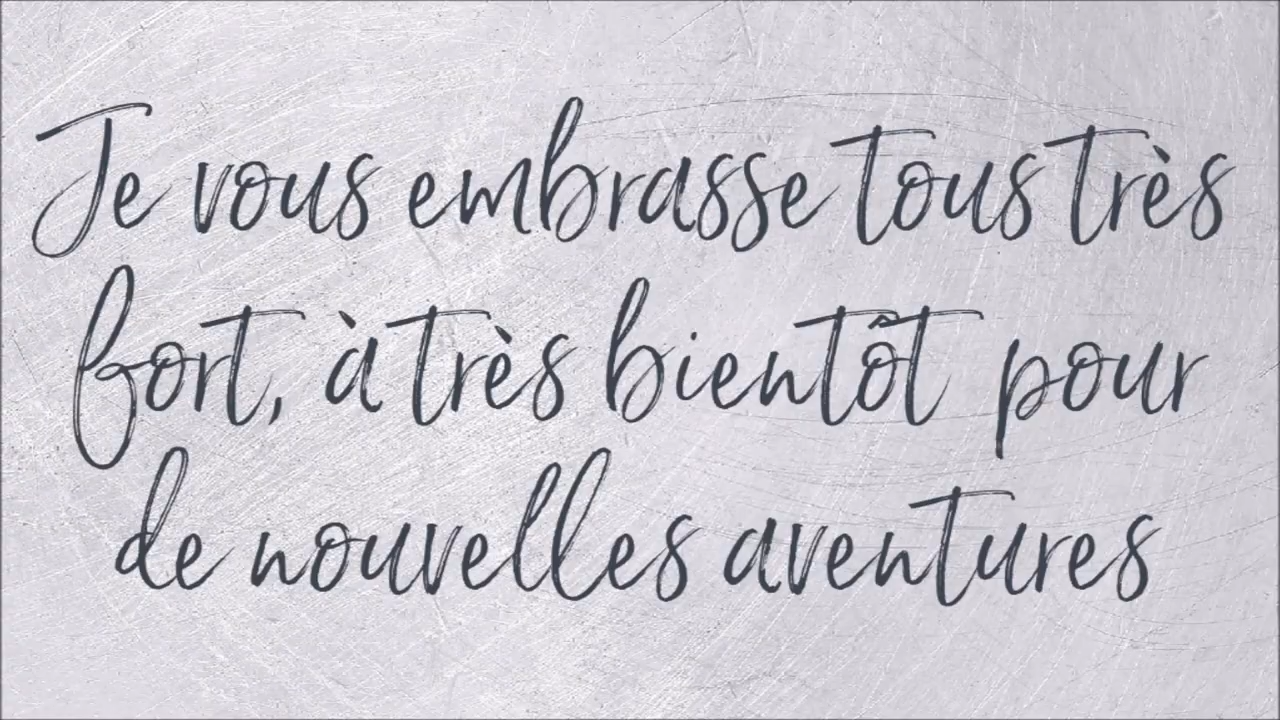 Je vous embrasse tous très
fort, à très bientôt pour
de nouvelles aventures